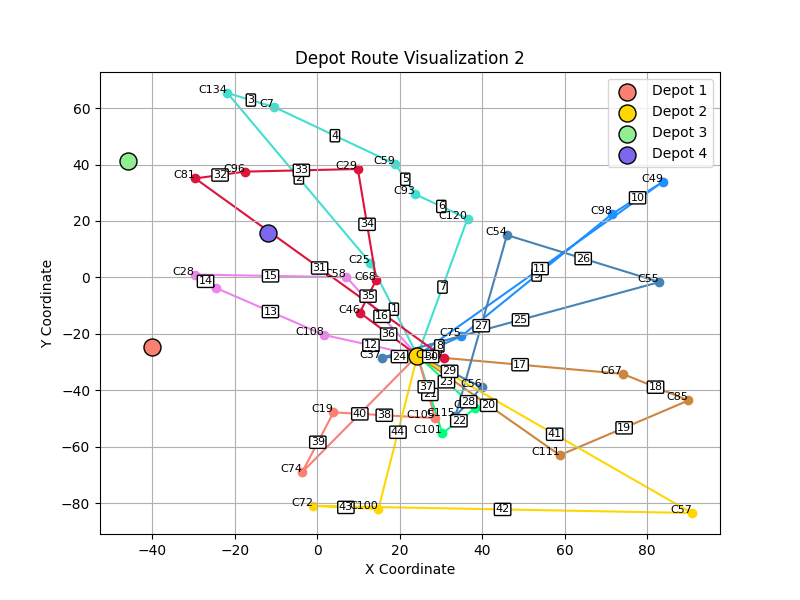 Depot Route Visualization 2
Depot 1
Depot 2
Depot 3
Depot 4
Y Coordinate
X Coordinate
60
40
20
0
−20
−40
−60
−80
−40
−20
0
20
40
60
80
C134
3
C7
4
C59
5
C93
6
C120
C81
32
C96
33
C29
2
C49
10
C98
34
C54
26
C25
31
11
7
C28
14
15
C58
C68
C55
35
13
1
C46
16
27
25
C108
36
C75
12
8
C37
24
30
17
29
C67
23
C56
18
37
21
28
20
C85
C19
40
38
C105
C115
22
19
C101
39
44
41
C111
C74
C72
43
C100
42
C57